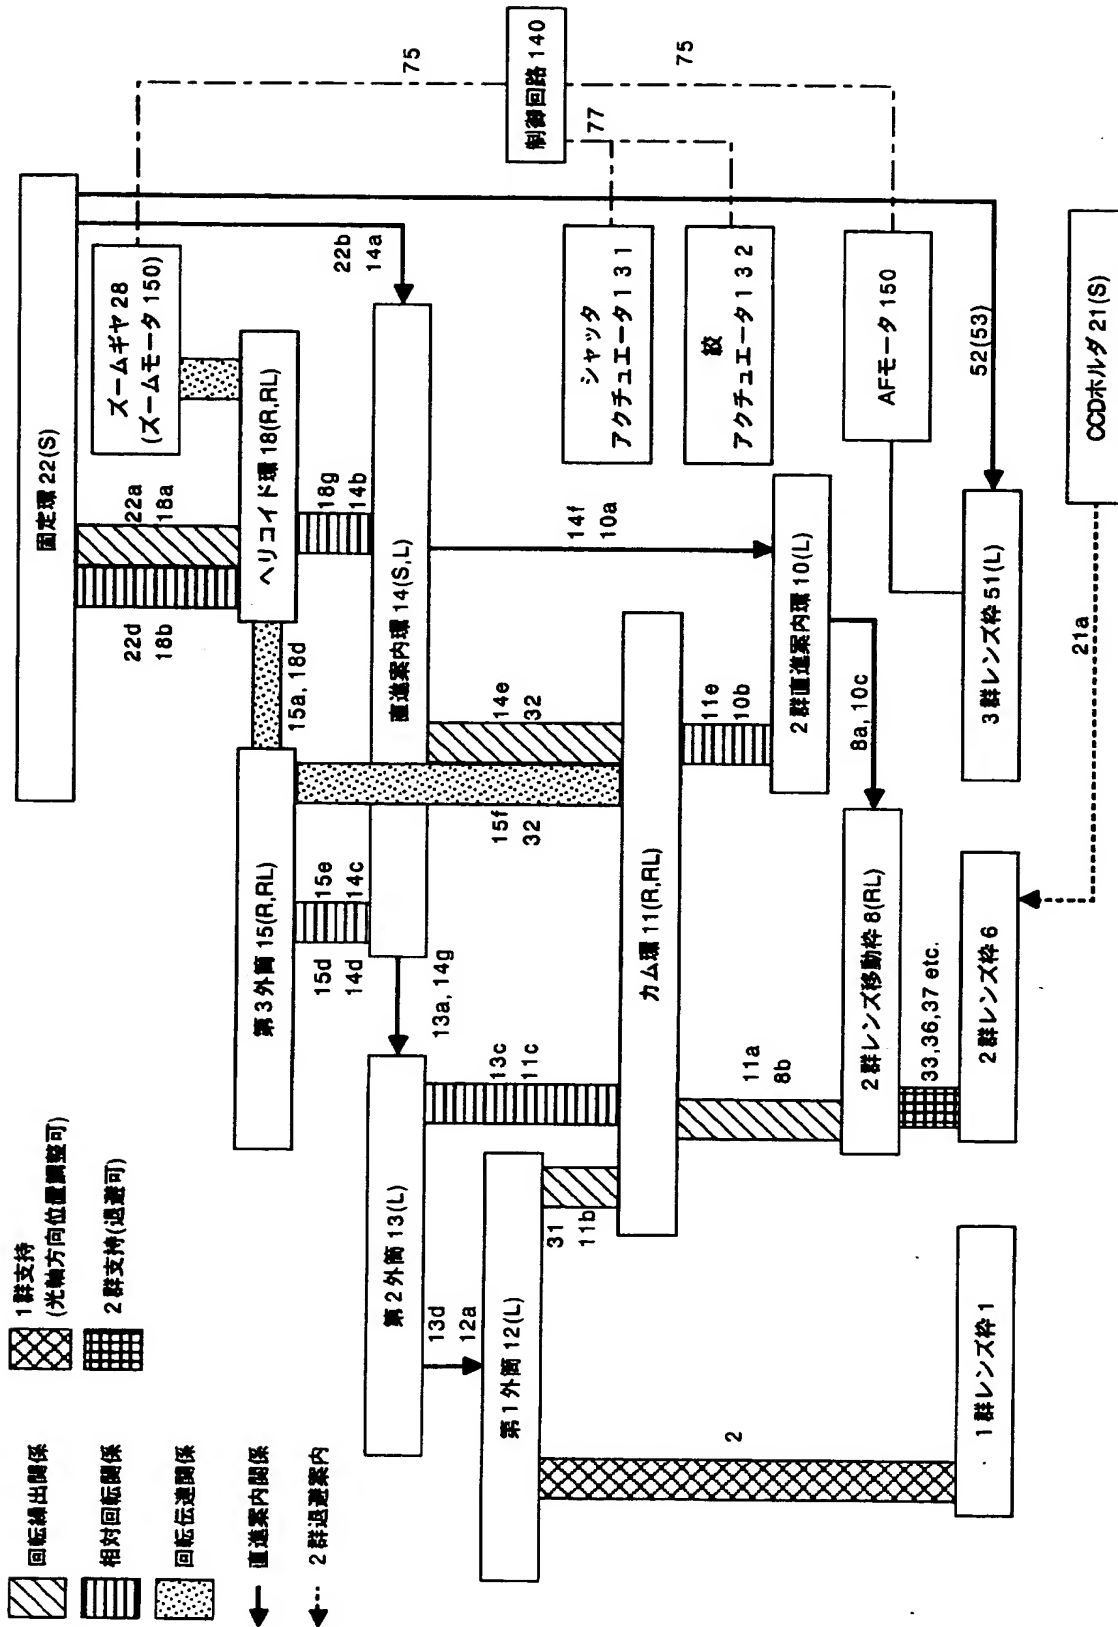 1群支持
(光軸方向位置調整可)
2群支持(退避可)
回転繰出関係
相対回転関係
回転伝達関係
直進案内関係
2群退避案内
固定環 22(S)
制御回路 140
75
75
77
ズームギヤ 28
(ズームモータ 150)
22a
18a
22d
18b
ヘリコイド環 18(R,RL)
18g
14b
22b
14a
15a, 18d
第3外筒 15(R,RL)
15e
14c
15d
14d
直進案内環 14(S,L)
シャッタ
アクチュエータ131
絞
アクチュエータ132
AFモータ 150
52(53)
CCDホルダ 21(S)
21a
14f
10a
14e
32
15f
32
13a, 14g
第2外筒 13(L)
13c
11c
カム環 11(R,RL)
11e
10b
2群直進案内環 10(L)
8a, 10c
3群レンズ枠 51(L)
13d
12a
第1外筒 12(L)
31
11b
11a
8b
2群レンズ移動枠 8(RL)
33,36,37 etc.
2群レンズ枠 6
2
1群レンズ枠 1